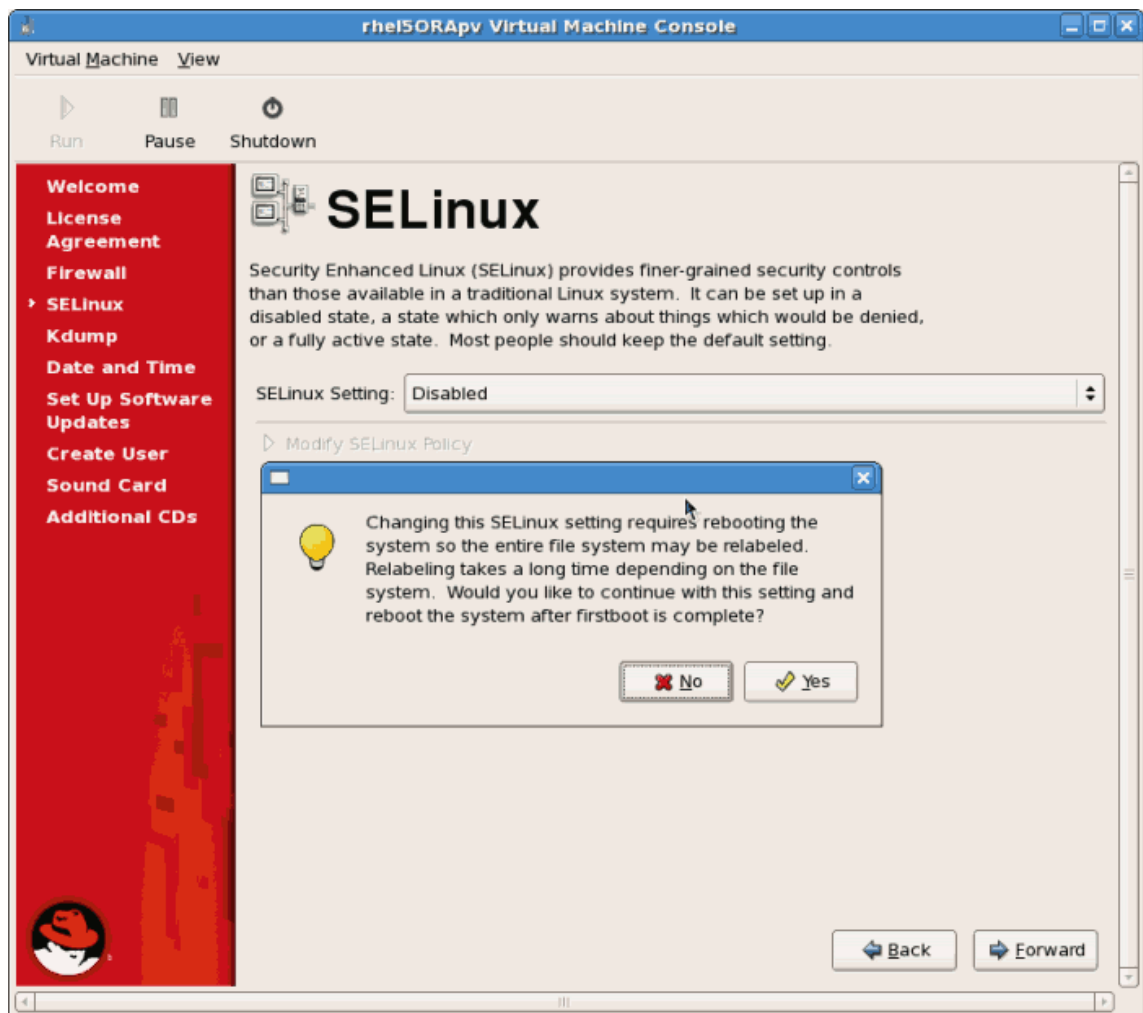 rhel5ORApv Virtual Machine Console
Virtual Machine View
Run Pause Shutdown
Welcome
License
Agreement
Firewall
SELinux
Kdump
Date and Time
Set Up Software
Updates
Create User
Sound Card
Additional CDs
SELinux
Security Enhanced Linux (SELinux) provides finer-grained security controls
than those available in a traditional Linux system. It can be set up in a
disabled state, a state which only warns about things which would be denied,
or a fully active state. Most people should keep the default setting.
SELinux Setting: Disabled
Modify SELinux Policy
Changing this SELinux setting requires rebooting the
system so the entire file system may be relabeled.
Relabeling takes a long time depending on the file
system. Would you like to continue with this setting and
reboot the system after firstboot is complete?
No Yes
Back Forward